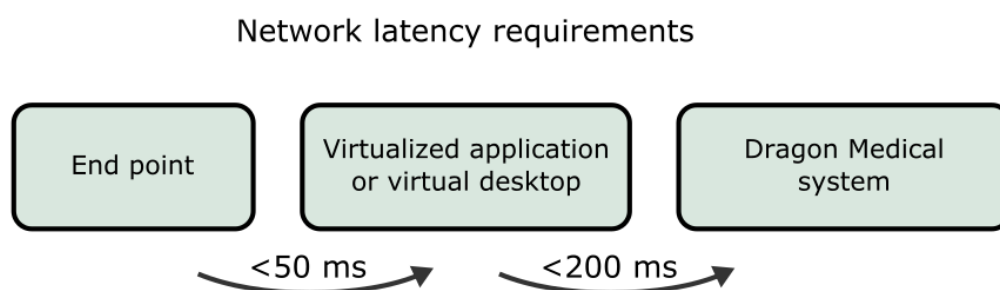 Network latency requirements
End point
Virtualized application
or virtual desktop
Dragon Medical
system
<50 ms
<200 ms